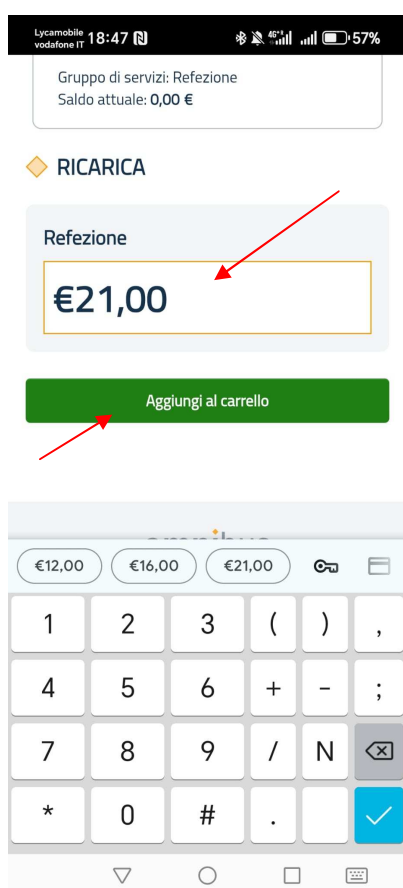 Lycamobile
vodafone IT 18:47 57%
Gruppo di servizi: Refezione
Saldo attuale: 0,00 €
RICARICA
Refezione
€21,00
Aggiungi al carrello
€12,00 €16,00 €21,00
1 2 3 ( ) ,
4 5 6 + - ;
7 8 9 / N
* 0 # .